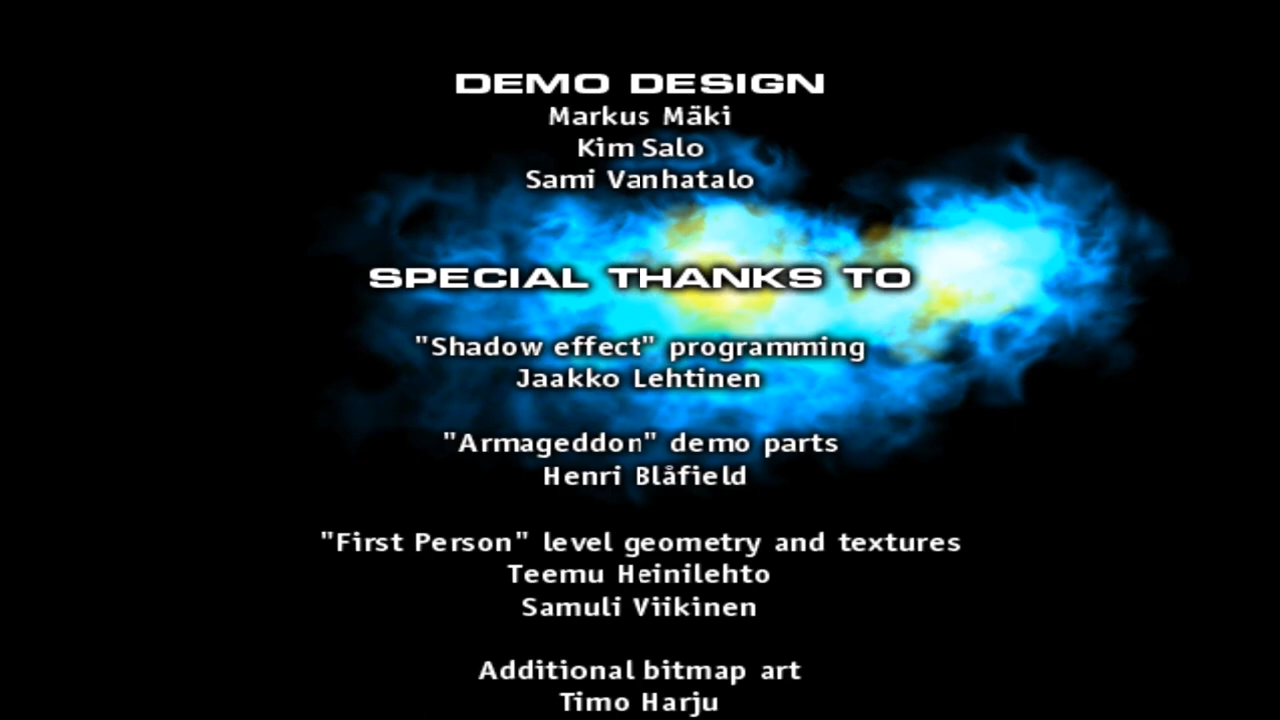 DEMO DESIGN
Markus Mäki
Kim Salo
Sami Vanhatalo
SPECIAL THANKS TO
"Shadow effect" programming
Jaakko Lehtinen
"Armageddon" demo parts
Henri Blåfield
"First Person" level geometry and textures
Teemu Heinilehto
Samuli Viikinen
Additional bitmap art
Timo Harju